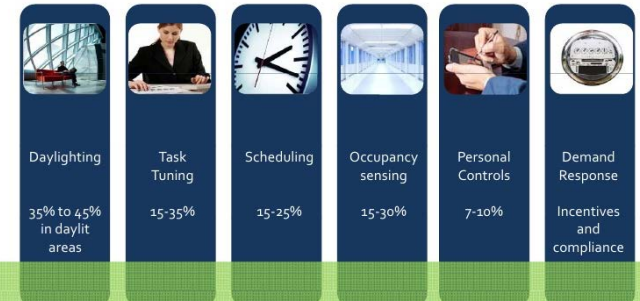 Daylighting
35% to 45%
in daylit
areas
Task
Tuning
15-35%
Scheduling
15-25%
Occupancy
sensing
15-30%
Personal
Controls
7-10%
Demand
Response
Incentives
and
compliance